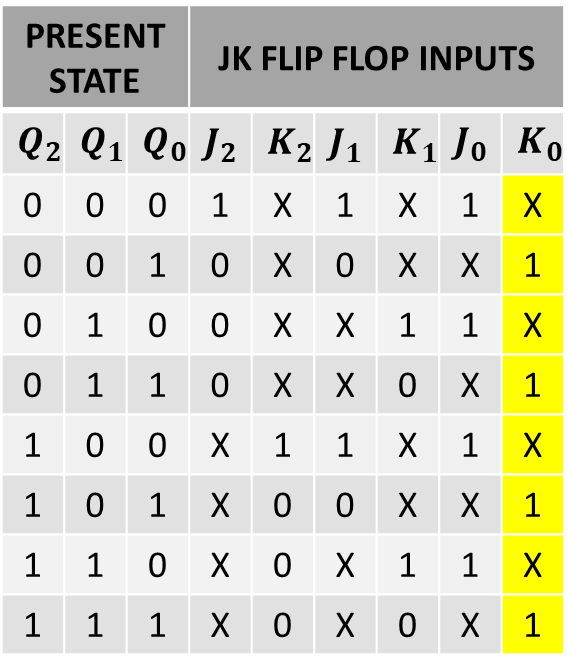 PRESENT STATE JK FLIP FLOP INPUTS
Q₂ Q₁ Q₀ J₂ K₂ J₁ K₁ J₀ K₀
0 0 0 1 X 1 X 1 X
0 0 1 0 X 0 X X 1
0 1 0 0 X X 1 1 X
0 1 1 0 X X 0 X 1
1 0 0 X 1 1 X 1 X
1 0 1 X 0 0 X X 1
1 1 0 X 0 X 1 1 X
1 1 1 X 0 X 0 X 1